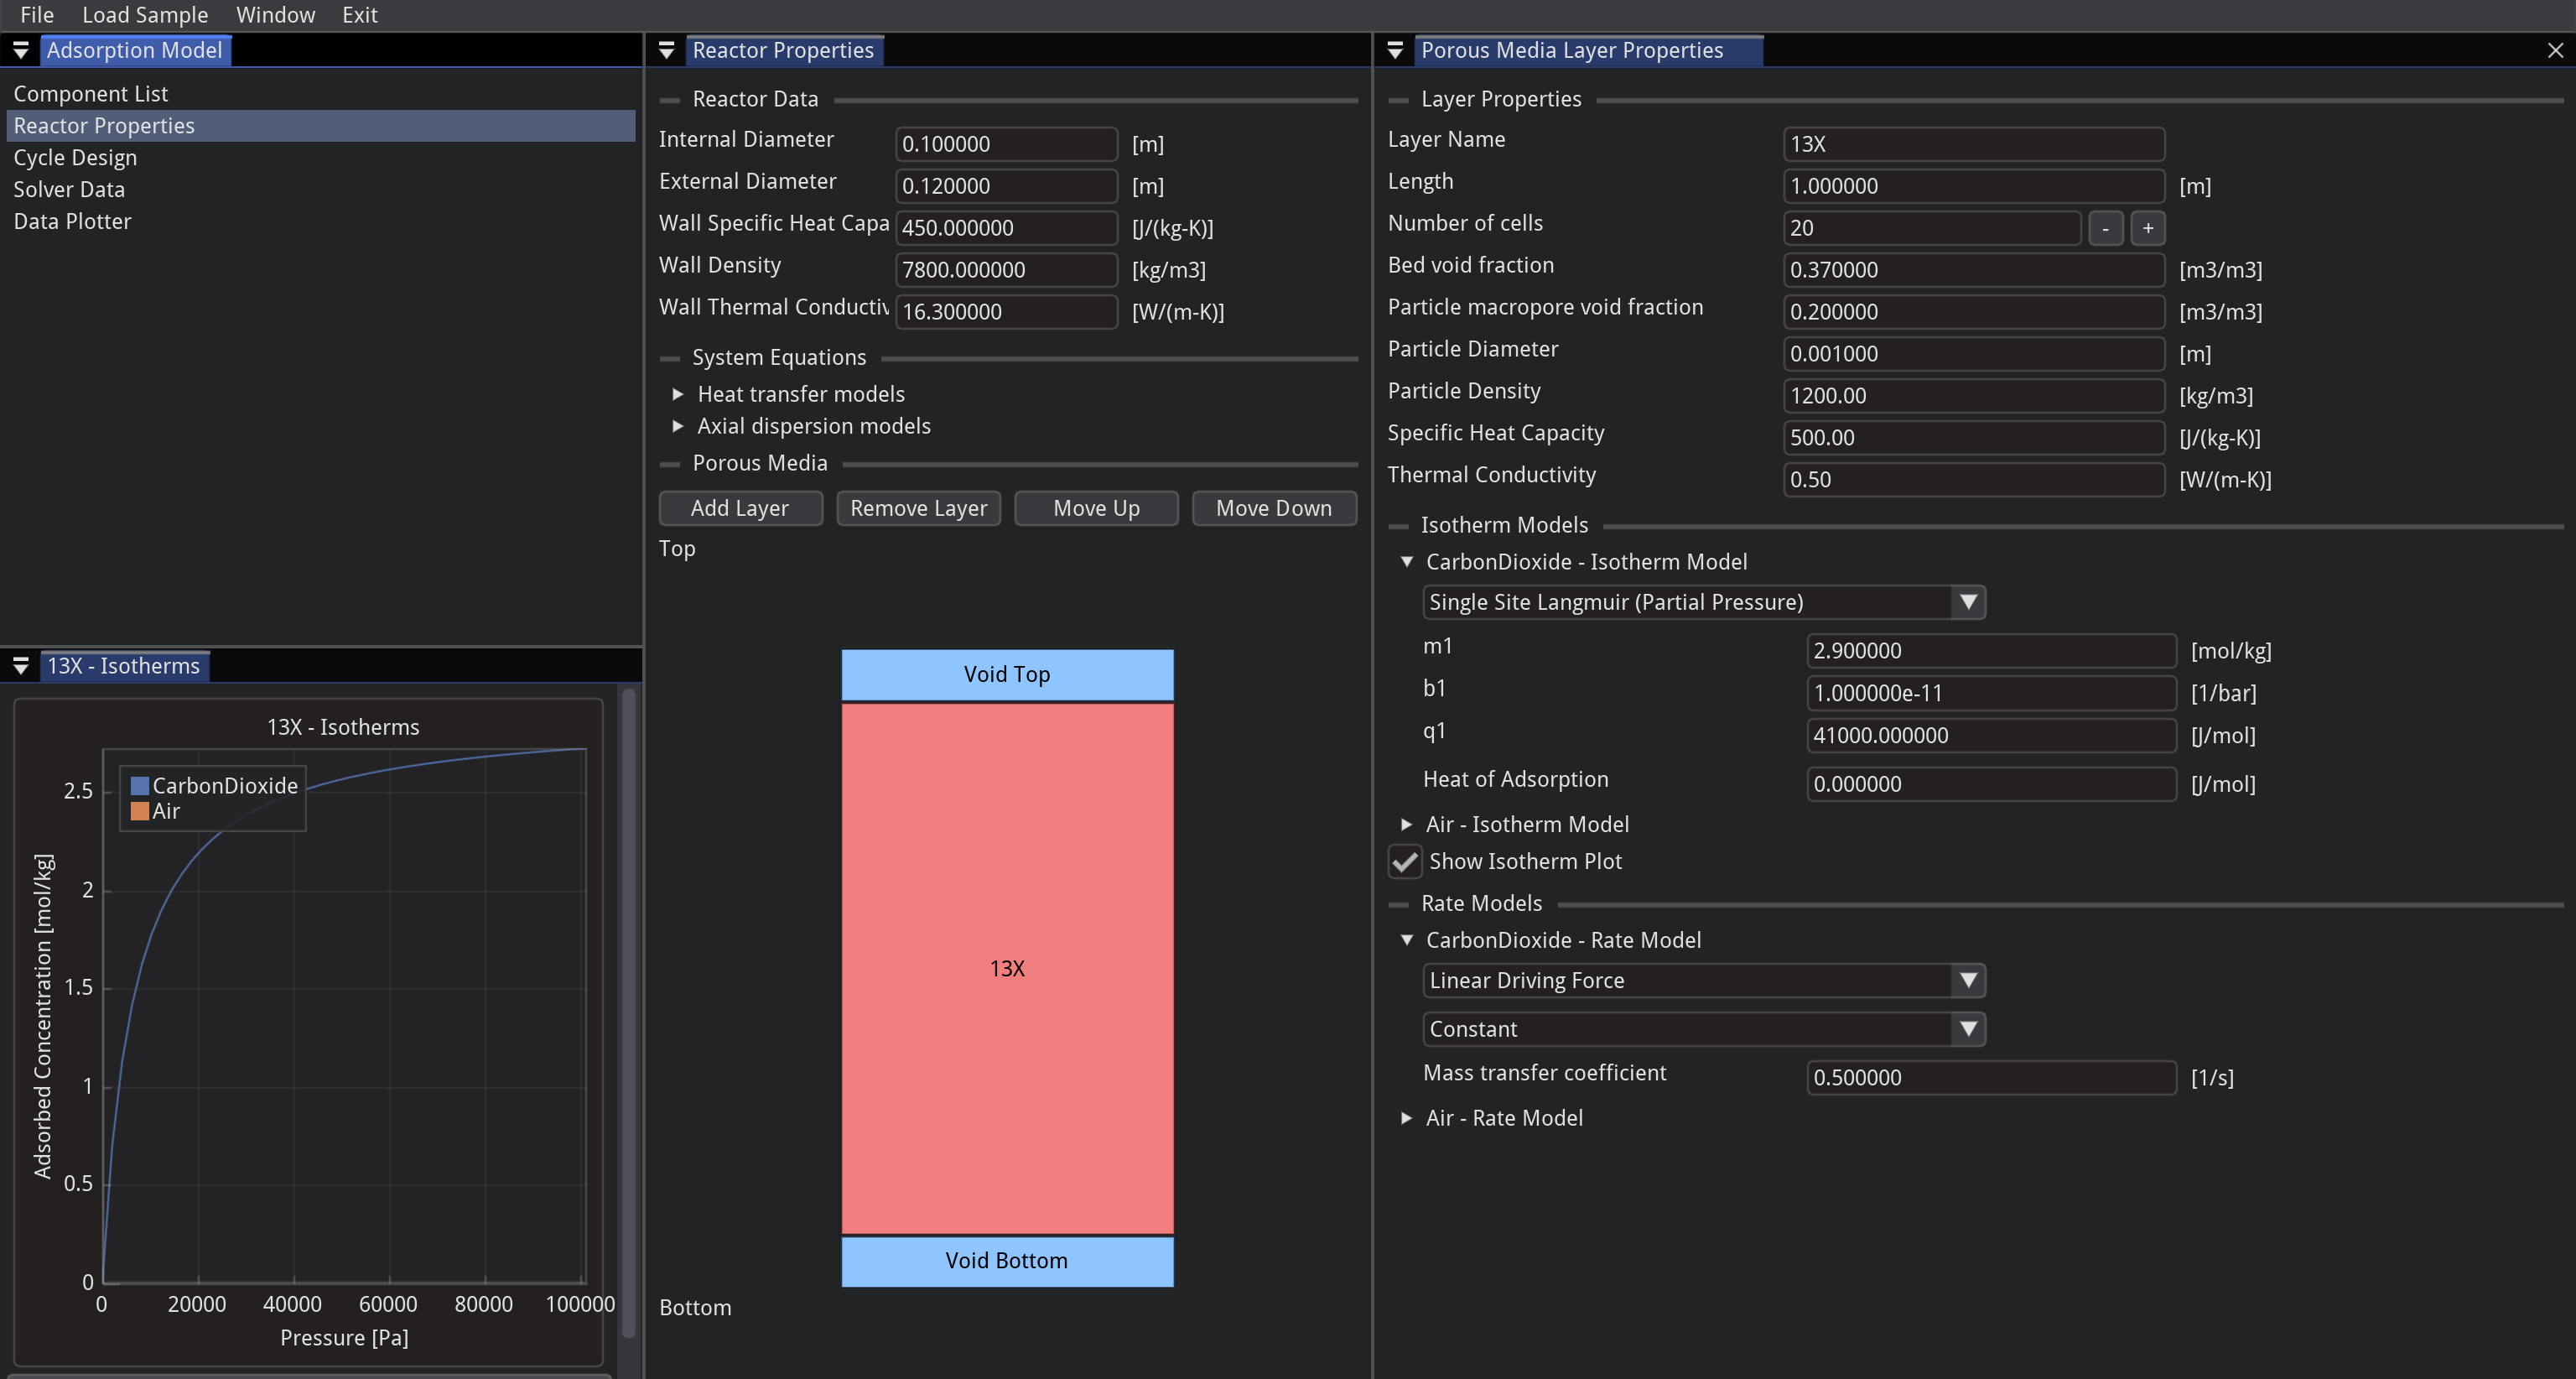 File Load Sample Window Exit
Adsorption Model
Component List
Reactor Properties
Cycle Design
Solver Data
Data Plotter
13X - Isotherms
13X - Isotherms
CarbonDioxide
Air
Adsorbed Concentration [mol/kg]
2.5
2
1.5
1
0.5
0
0 20000 40000 60000 80000 100000
Pressure [Pa]
Reactor Properties
Reactor Data
Internal Diameter 0.100000 [m]
External Diameter 0.120000 [m]
Wall Specific Heat Capa 450.000000 [J/(kg-K)]
Wall Density 7800.000000 [kg/m3]
Wall Thermal Conductiv 16.300000 [W/(m-K)]
System Equations
Heat transfer models
Axial dispersion models
Porous Media
Add Layer Remove Layer Move Up Move Down
Top
Void Top
13X
Void Bottom
Bottom
Porous Media Layer Properties
Layer Properties
Layer Name 13X
Length 1.000000 [m]
Number of cells 20 - +
Bed void fraction 0.370000 [m3/m3]
Particle macropore void fraction 0.200000 [m3/m3]
Particle Diameter 0.001000 [m]
Particle Density 1200.00 [kg/m3]
Specific Heat Capacity 500.00 [J/(kg-K)]
Thermal Conductivity 0.50 [W/(m-K)]
Isotherm Models
CarbonDioxide - Isotherm Model
Single Site Langmuir (Partial Pressure)
m1 2.900000 [mol/kg]
b1 1.000000e-11 [1/bar]
q1 41000.000000 [J/mol]
Heat of Adsorption 0.000000 [J/mol]
Air - Isotherm Model
Show Isotherm Plot
Rate Models
CarbonDioxide - Rate Model
Linear Driving Force
Constant
Mass transfer coefficient 0.500000 [1/s]
Air - Rate Model